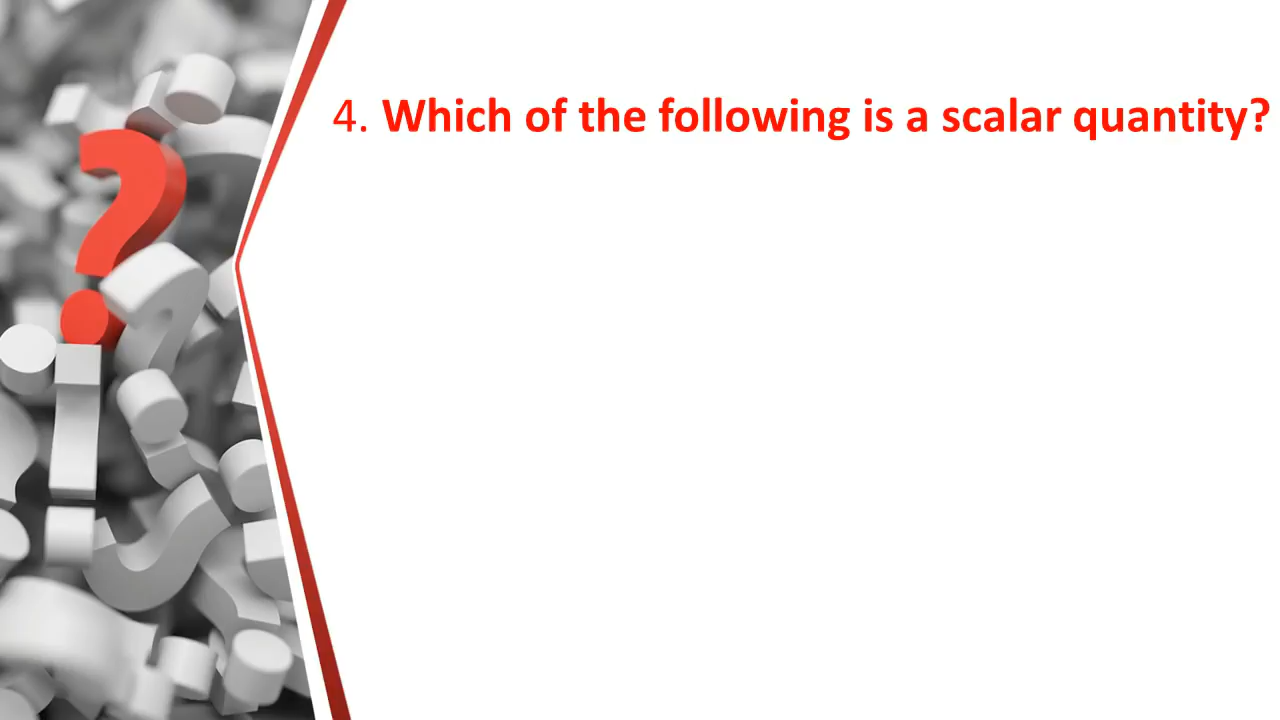 4. Which of the following is a scalar quantity?